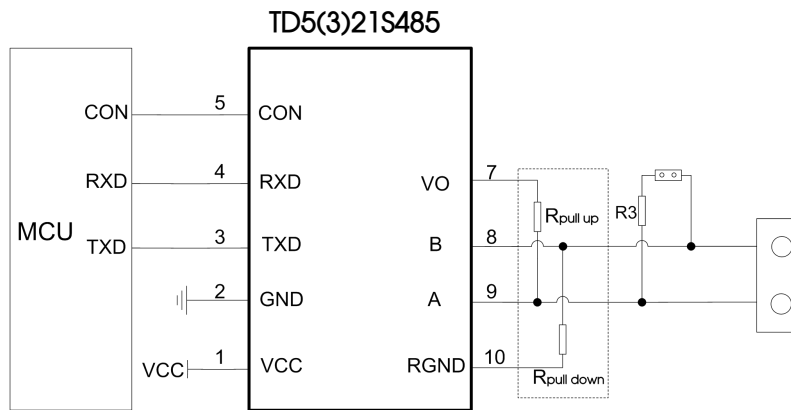 TD5(3)21S485
CON 5 CON
RXD 4 RXD VO 7 Rpull up R3
MCU
TXD 3 TXD B 8
2 GND A 9
VCC 1 VCC RGND 10 Rpull down